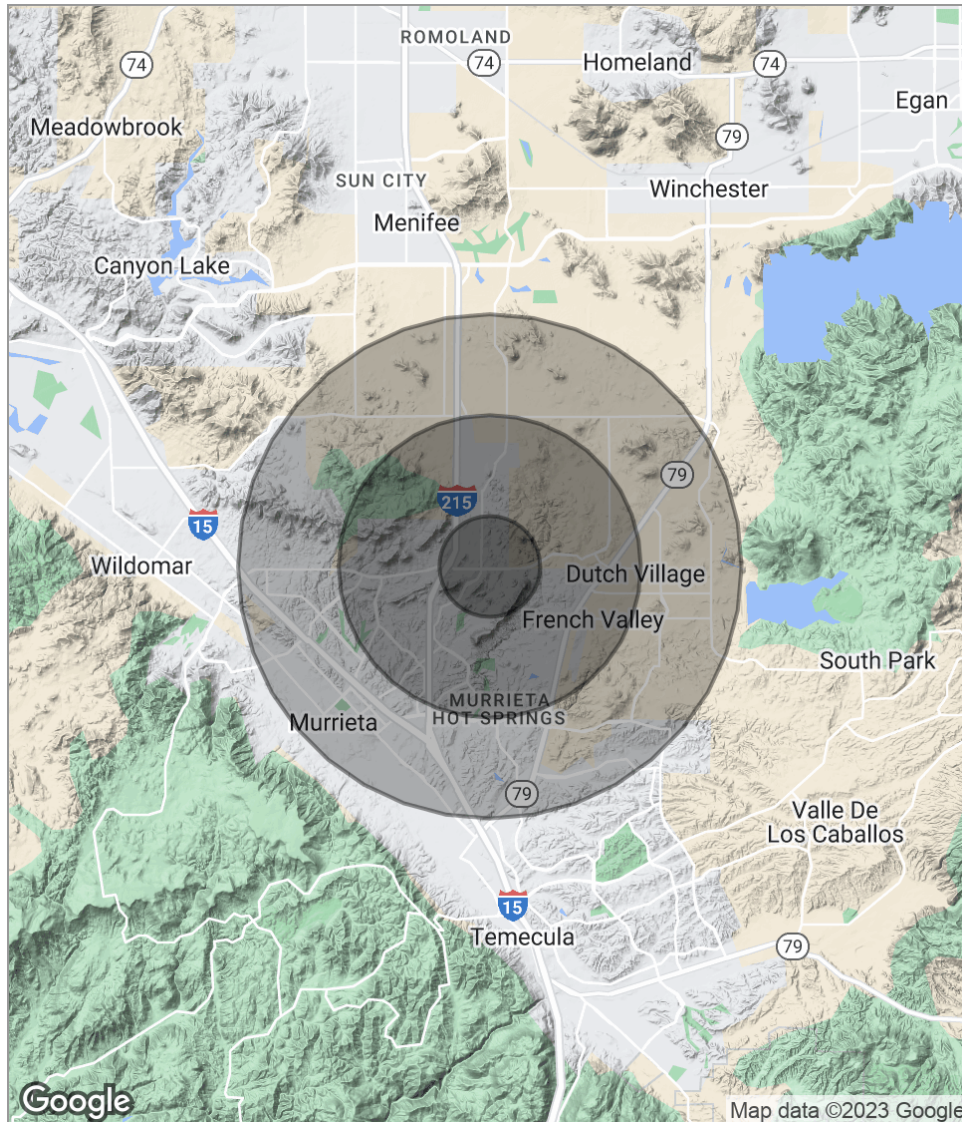 ROMOLAND
74
74
Homeland
74
Egan
Meadowbrook
79
SUN CITY
Winchester
Menifee
Canyon Lake
79
215
15
Wildomar
Dutch Village
French Valley
South Park
MURRIETA
HOT SPRINGS
Murrieta
79
Valle De
Los Caballos
15
Temecula
79
Google
Map data ©2023 Google